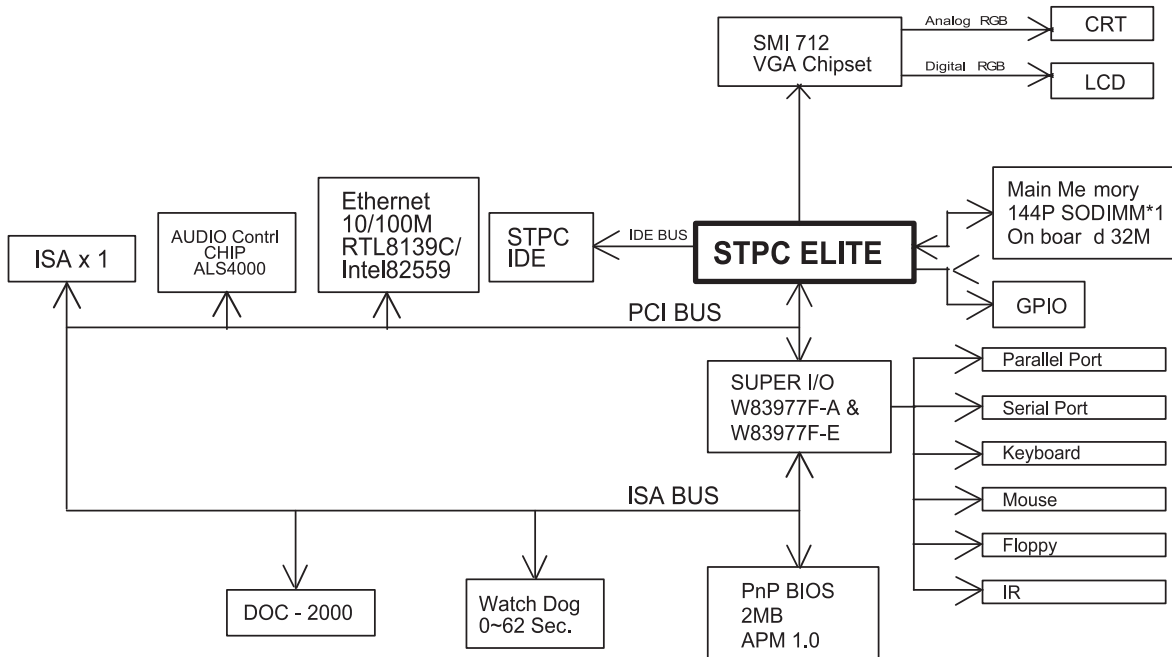 SMI 712
VGA Chipset
Analog RGB
CRT
Digital RGB
LCD
Main Me mory
144P SODIMM*1
On boar d 32M
STPC ELITE
IDE BUS
STPC
IDE
Ethernet
10/100M
RTL8139C/
Intel82559
AUDIO Contrl
CHIP
ALS4000
ISA x 1
GPIO
PCI BUS
SUPER I/O
W83977F-A &
W83977F-E
Parallel Port
Serial Port
Keyboard
Mouse
Floppy
IR
ISA BUS
DOC - 2000
Watch Dog
0~62 Sec.
PnP BIOS
2MB
APM 1.0